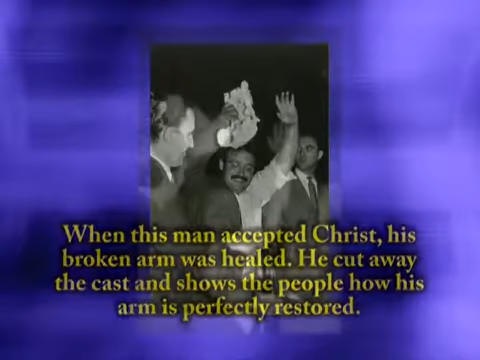 When this man accepted Christ, his
broken arm was healed. He cut away
the cast and shows the people how his
arm is perfectly restored.